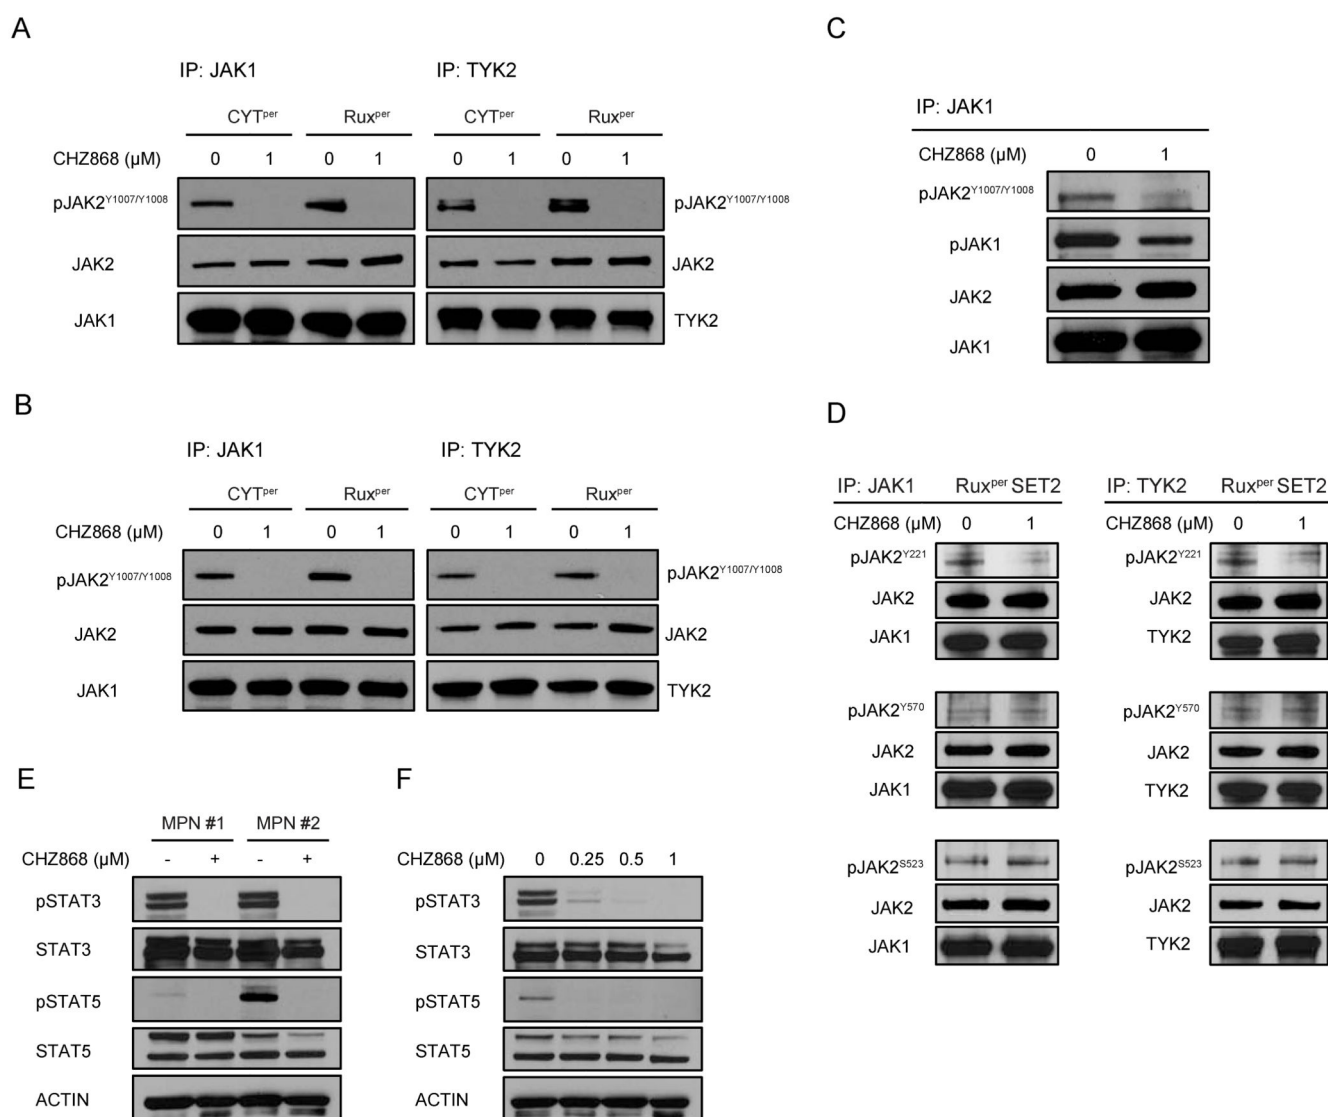 A
IP: JAK1 IP: TYK2
CYTper Ruxper CYTper Ruxper
CHZ868 (μM) 0 1 0 1 0 1 0 1
pJAK2Y1007/Y1008 pJAK2Y1007/Y1008
JAK2 JAK2
JAK1 TYK2
B
IP: JAK1 IP: TYK2
CYTper Ruxper CYTper Ruxper
CHZ868 (μM) 0 1 0 1 0 1 0 1
pJAK2Y1007/Y1008 pJAK2Y1007/Y1008
JAK2 JAK2
JAK1 TYK2
C
IP: JAK1
CHZ868 (μM) 0 1
pJAK2Y1007/Y1008
pJAK1
JAK2
JAK1
D
IP: JAK1 Ruxper SET2 IP: TYK2 Ruxper SET2
CHZ868 (μM) 0 1 CHZ868 (μM) 0 1
pJAK2Y221 pJAK2Y221
JAK2 JAK2
JAK1 TYK2
pJAK2Y570 pJAK2Y570
JAK2 JAK2
JAK1 TYK2
pJAK2S523 pJAK2S523
JAK2 JAK2
JAK1 TYK2
E
MPN #1 MPN #2
CHZ868 (μM) - + - +
pSTAT3
STAT3
pSTAT5
STAT5
ACTIN
F
CHZ868 (μM) 0 0.25 0.5 1
pSTAT3
STAT3
pSTAT5
STAT5
ACTIN